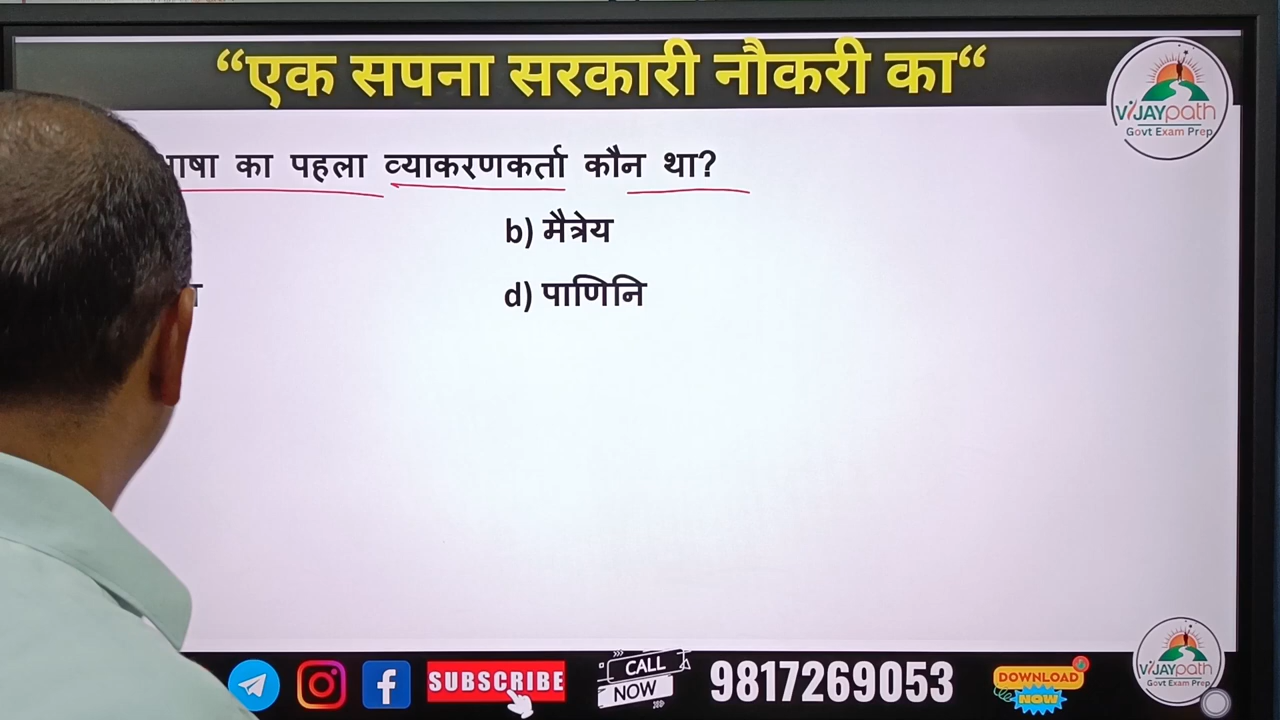 “एक सपना सरकारी नौकरी का“
VIJAYpath
Govt Exam Prep
का पहला व्याकरणकर्ता कौन था?
b) मैत्रेय
d) पाणिनि
SUBSCRIBE
CALL
NOW
9817269053
DOWNLOAD
NOW
VIJAYpath
Govt Exam Prep